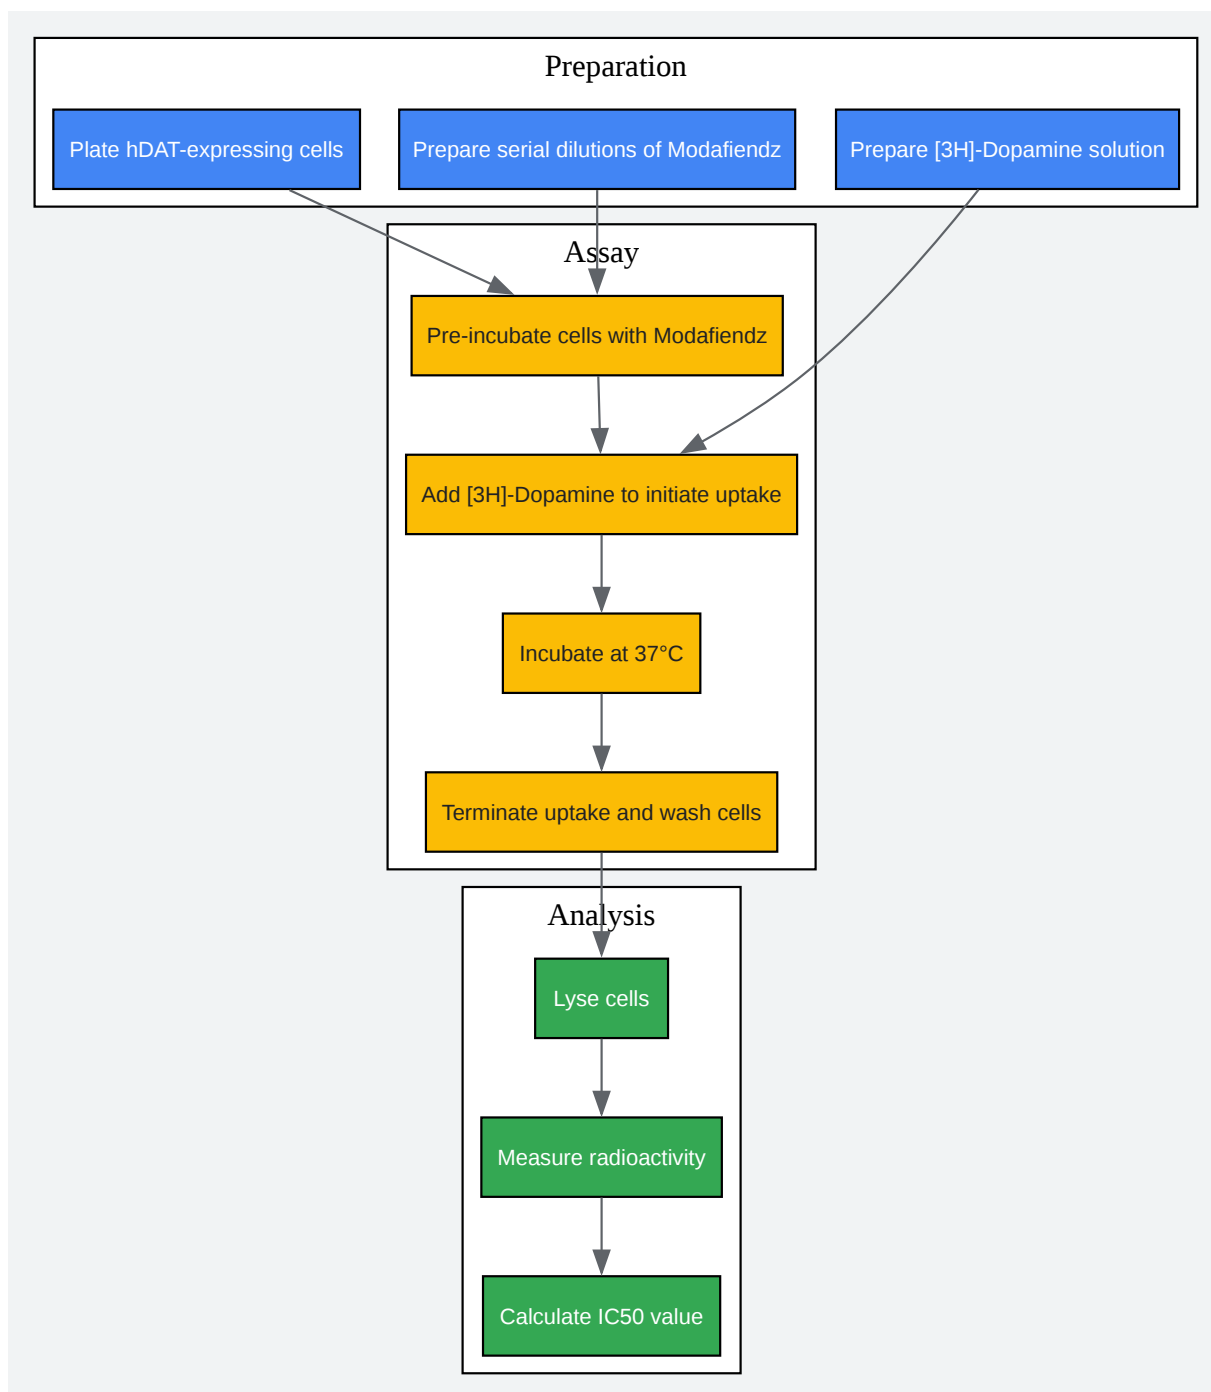 Preparation
Plate hDAT-expressing cells
Prepare serial dilutions of Modafiendz
Prepare [3H]-Dopamine solution
Assay
Pre-incubate cells with Modafiendz
Add [3H]-Dopamine to initiate uptake
Incubate at 37°C
Terminate uptake and wash cells
Analysis
Lyse cells
Measure radioactivity
Calculate IC50 value